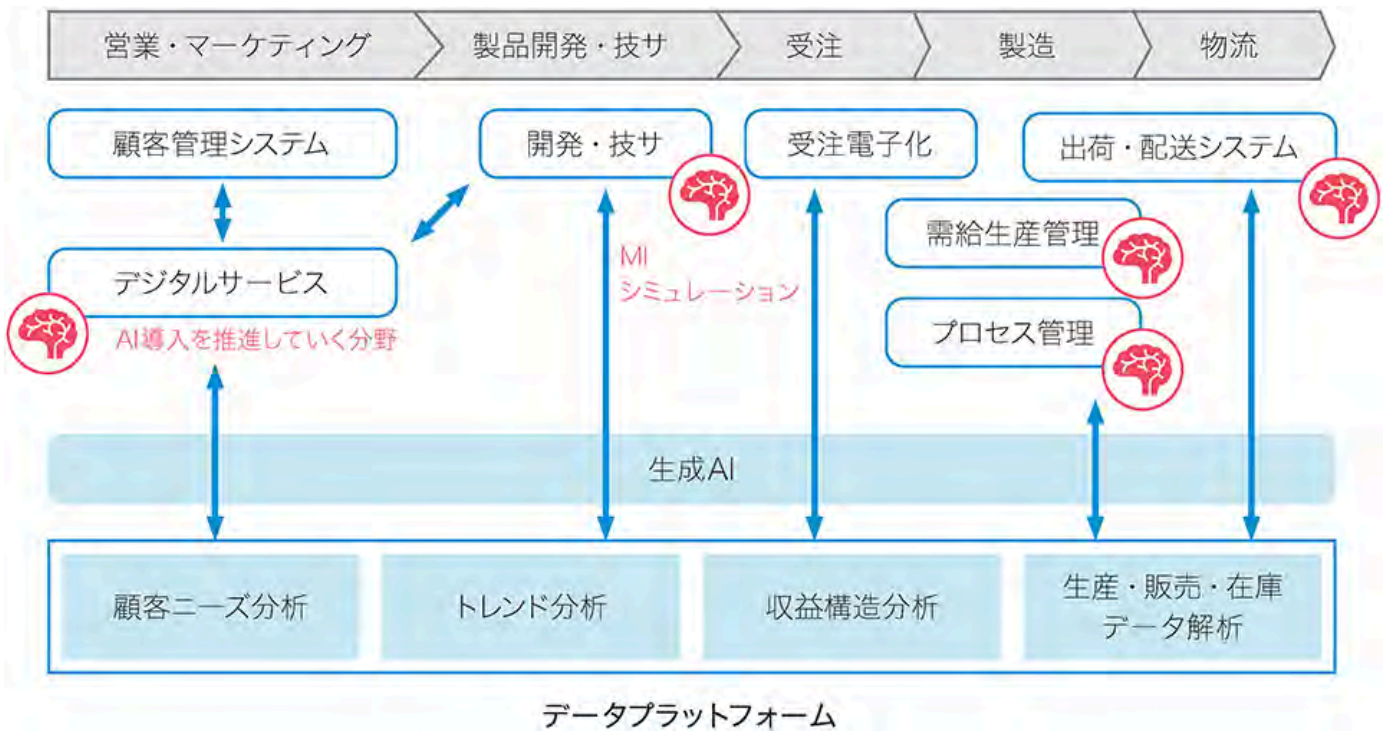 営業・マーケティング
製品開発・技サ
受注
製造
物流
顧客管理システム
開発・技サ
受注電子化
出荷・配送システム
需給生産管理
デジタルサービス
MI
シミュレーション
AI導入を推進していく分野
プロセス管理
生成AI
顧客ニーズ分析
トレンド分析
収益構造分析
生産・販売・在庫
データ解析
データプラットフォーム